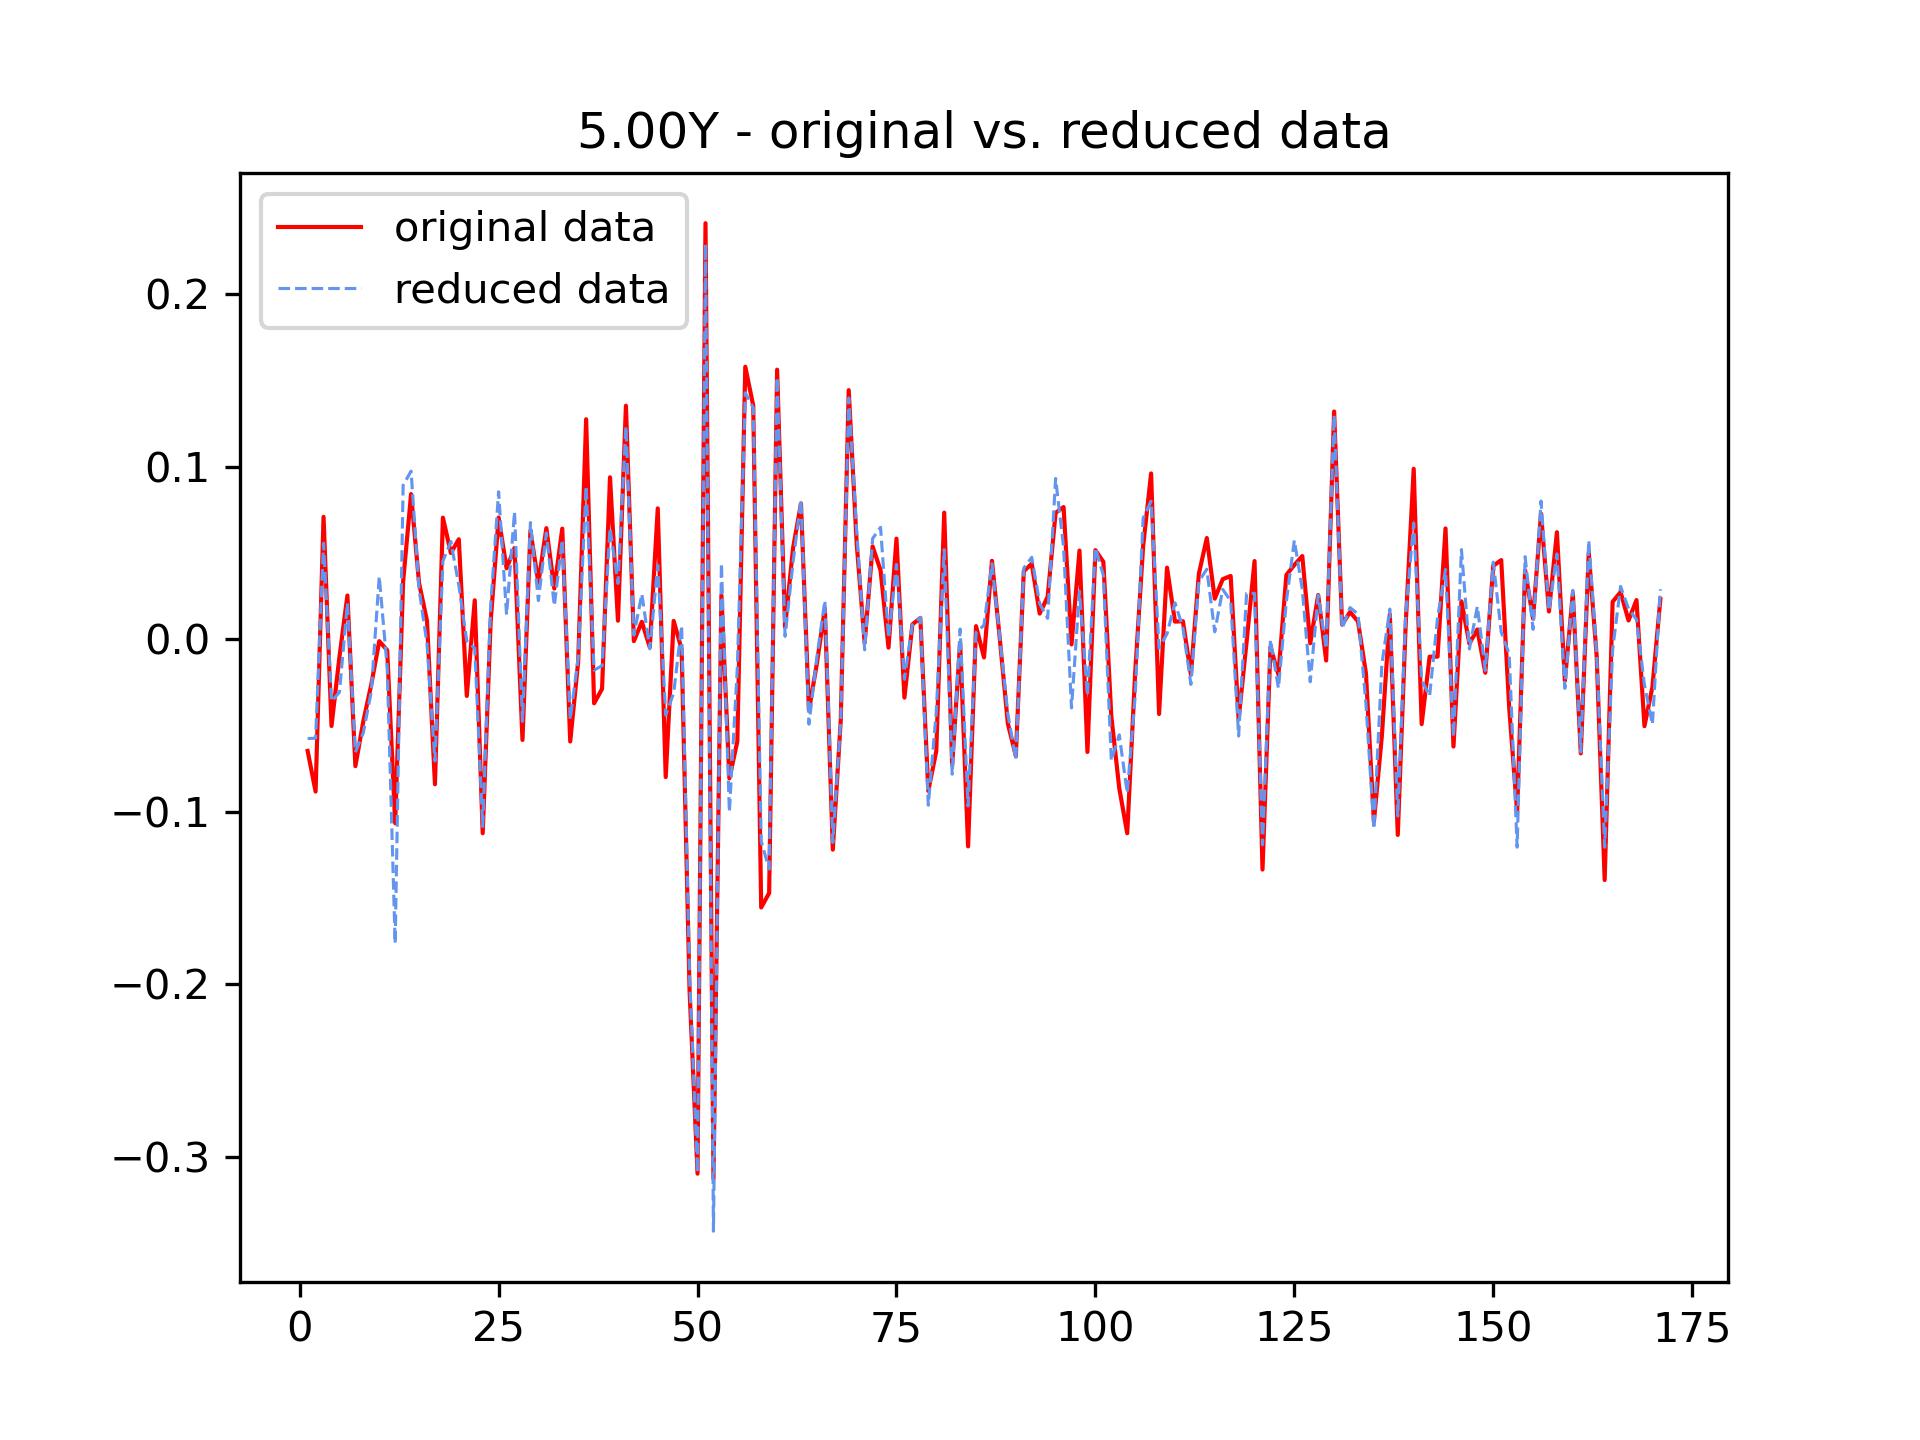 5.00Y - original vs. reduced data
original data
reduced data
0.2
0.1
0.0
−0.1
−0.2
−0.3
0 25 50 75 100 125 150 175